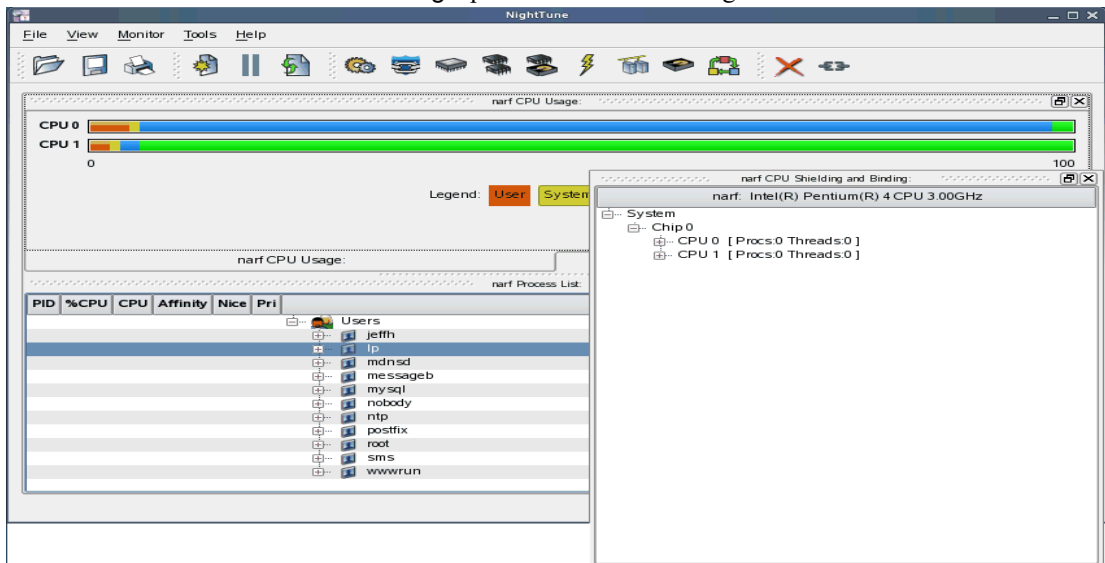 NightTune
File View Monitor Tools Help
narf CPU Usage:
CPU 0
CPU 1
0 100
Legend: User System
narf CPU Usage:
narf Process List:
PID %CPU CPU Affinity Nice Pri
Users
jeffh
lp
mdnsd
messageb
mysql
nobody
ntp
postfix
root
sms
wwwrun
narf CPU Shielding and Binding:
narf: Intel(R) Pentium(R) 4 CPU 3.00GHz
System
Chip 0
CPU 0 [ Procs:0 Threads:0 ]
CPU 1 [ Procs:0 Threads:0 ]